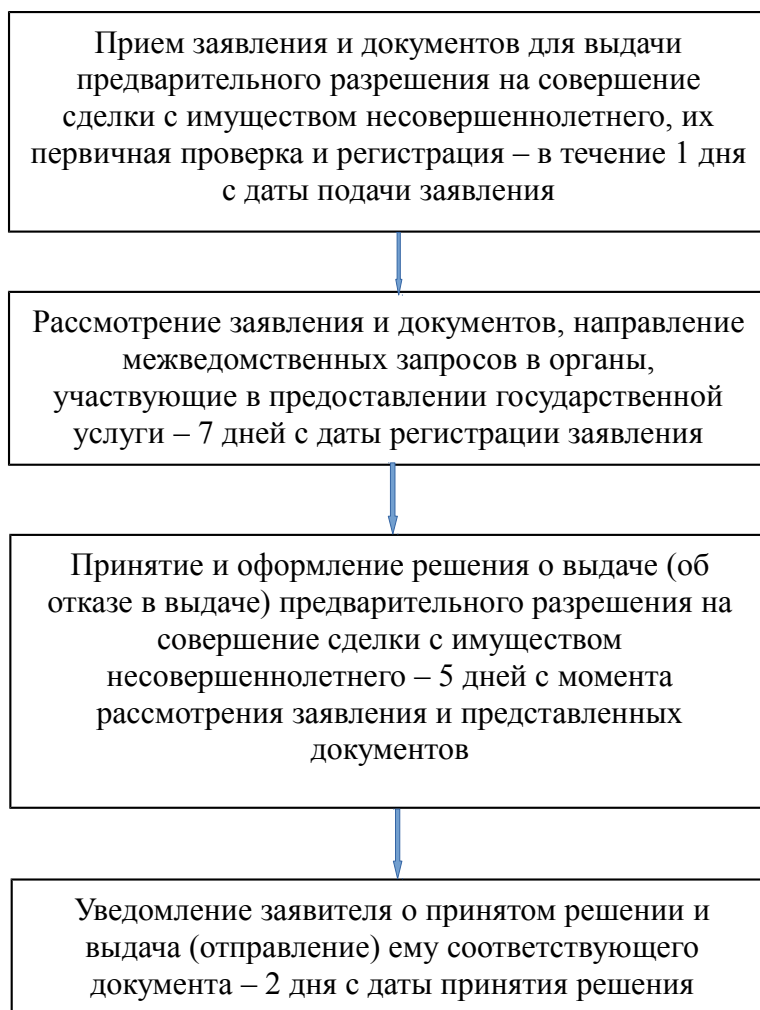 Прием заявления и документов для выдачи
предварительного разрешения на совершение
сделки с имуществом несовершеннолетнего, их
первичная проверка и регистрация – в течение 1 дня
с даты подачи заявления
Рассмотрение заявления и документов, направление
межведомственных запросов в органы,
участвующие в предоставлении государственной
услуги – 7 дней с даты регистрации заявления
Принятие и оформление решения о выдаче (об
отказе в выдаче) предварительного разрешения на
совершение сделки с имуществом
несовершеннолетнего – 5 дней с момента
рассмотрения заявления и представленных
документов
Уведомление заявителя о принятом решении и
выдача (отправление) ему соответствующего
документа – 2 дня с даты принятия решения